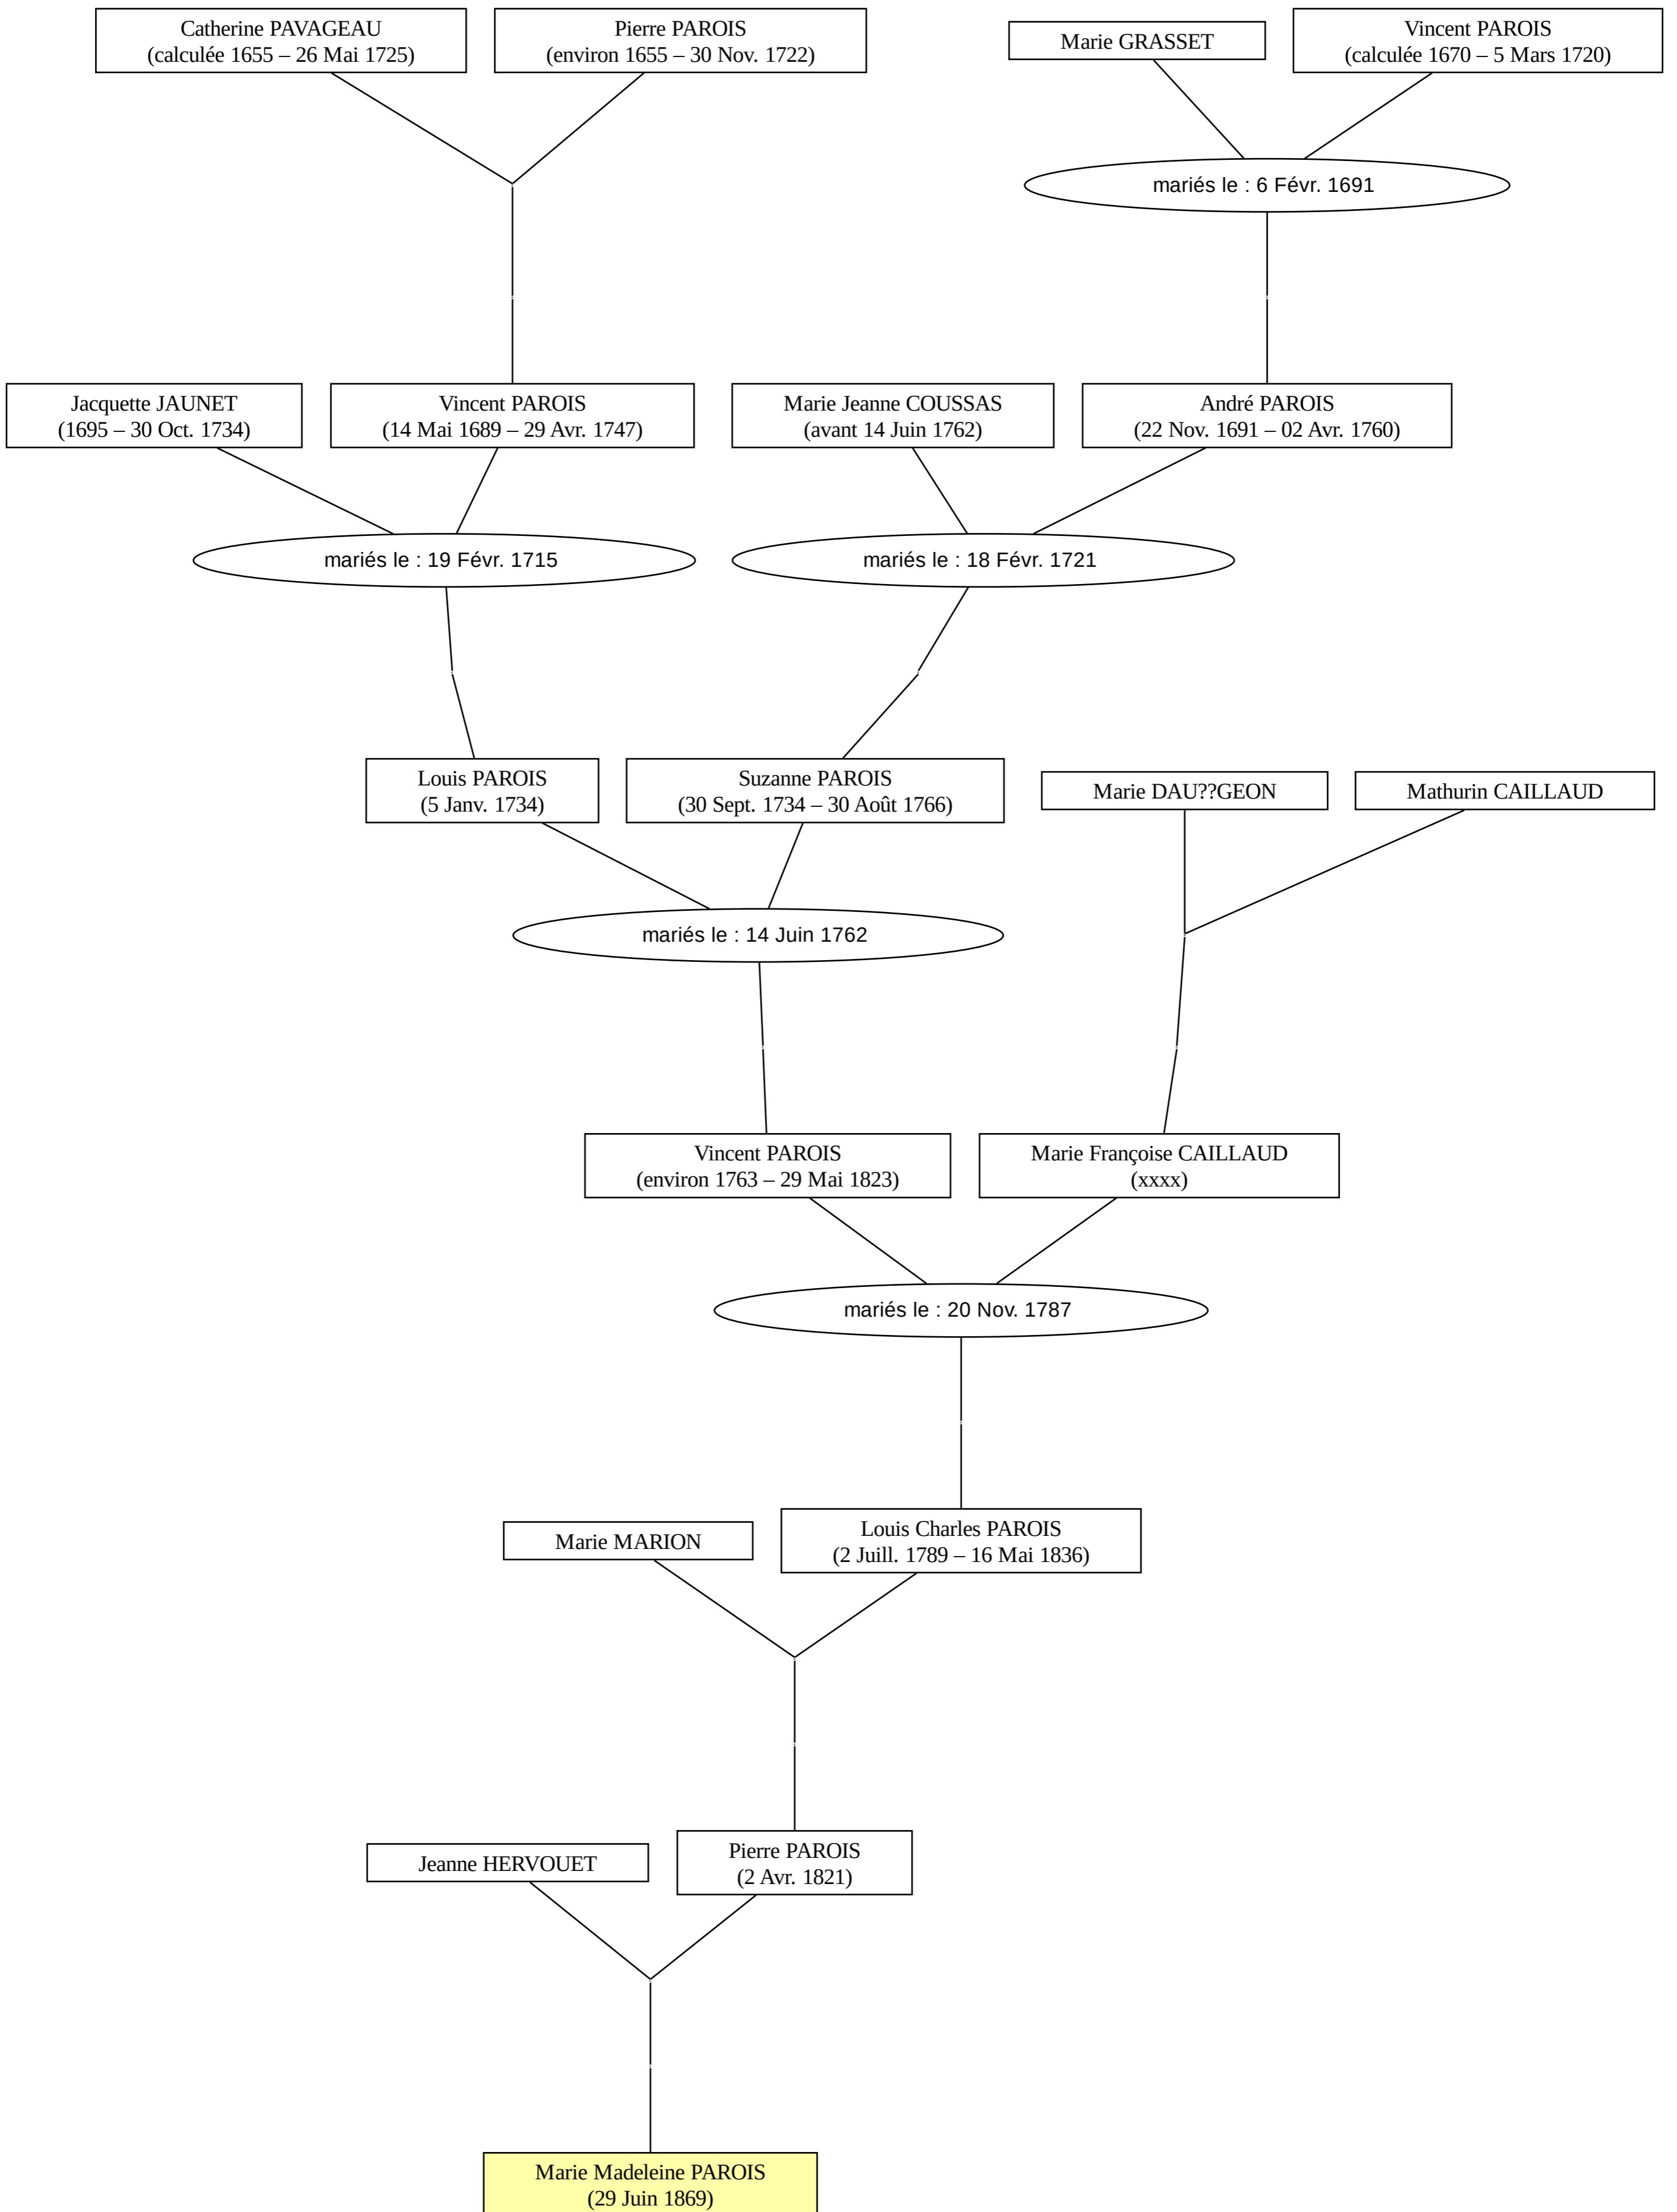 Catherine PAVAGEAU
(calculée 1655 – 26 Mai 1725)
Pierre PAROIS
(environ 1655 – 30 Nov. 1722)
Marie GRASSET
Vincent PAROIS
(calculée 1670 – 5 Mars 1720)
mariés le : 6 Févr. 1691
Jacquette JAUNET
(1695 – 30 Oct. 1734)
Vincent PAROIS
(14 Mai 1689 – 29 Avr. 1747)
Marie Jeanne COUSSAS
(avant 14 Juin 1762)
André PAROIS
(22 Nov. 1691 – 02 Avr. 1760)
mariés le : 19 Févr. 1715
mariés le : 18 Févr. 1721
Louis PAROIS
(5 Janv. 1734)
Suzanne PAROIS
(30 Sept. 1734 – 30 Août 1766)
Marie DAU??GEON
Mathurin CAILLAUD
mariés le : 14 Juin 1762
Vincent PAROIS
(environ 1763 – 29 Mai 1823)
Marie Françoise CAILLAUD
(xxxx)
mariés le : 20 Nov. 1787
Marie MARION
Louis Charles PAROIS
(2 Juill. 1789 – 16 Mai 1836)
Jeanne HERVOUET
Pierre PAROIS
(2 Avr. 1821)
Marie Madeleine PAROIS
(29 Juin 1869)